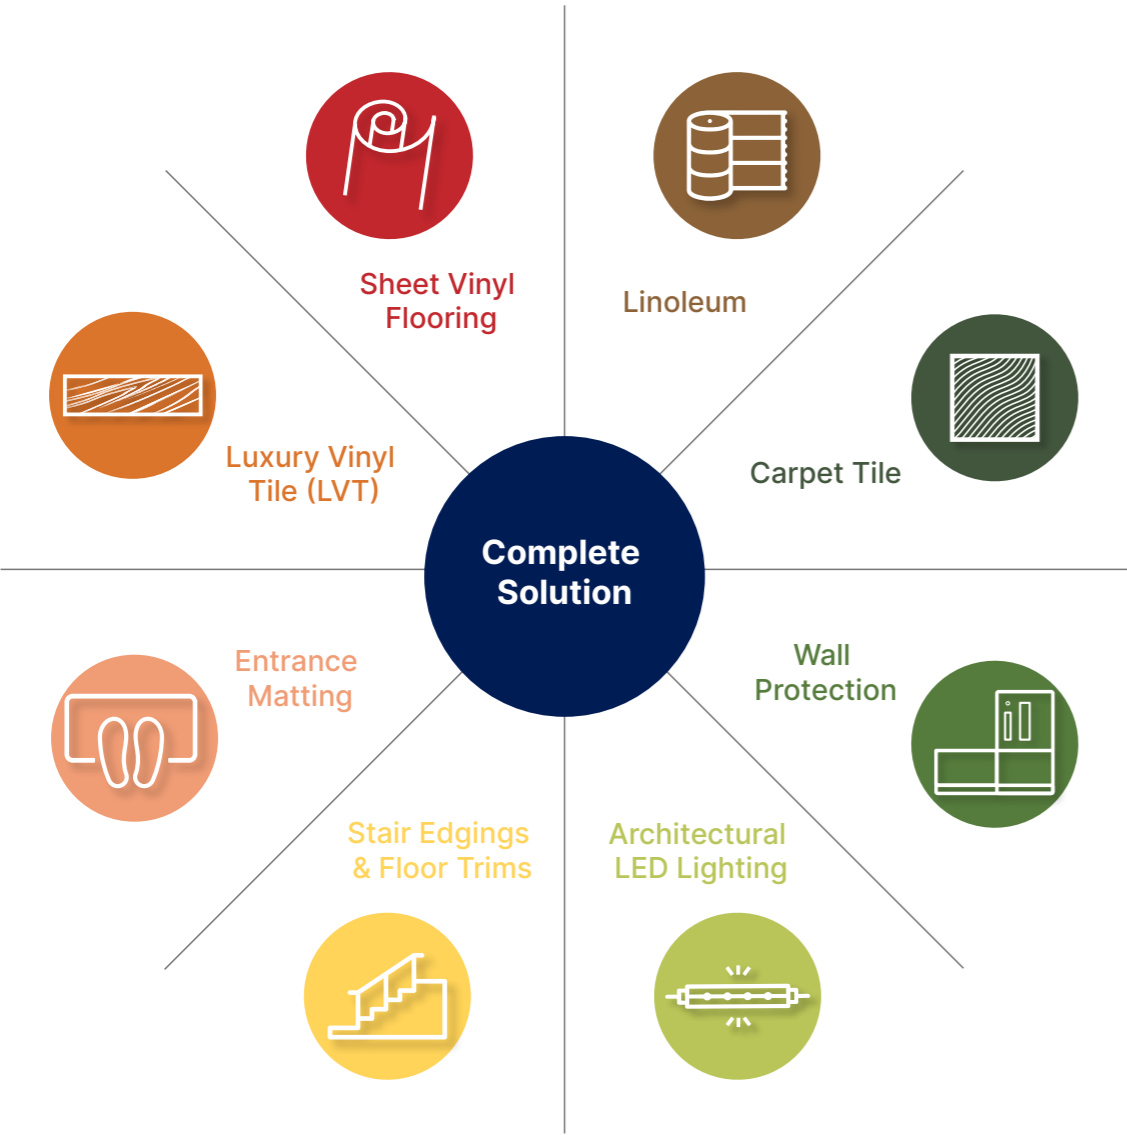 Sheet Vinyl
Flooring
Linoleum
Luxury Vinyl
Tile (LVT)
Carpet Tile
Complete
Solution
Entrance
Matting
Wall
Protection
Stair Edgings
& Floor Trims
Architectural
LED Lighting